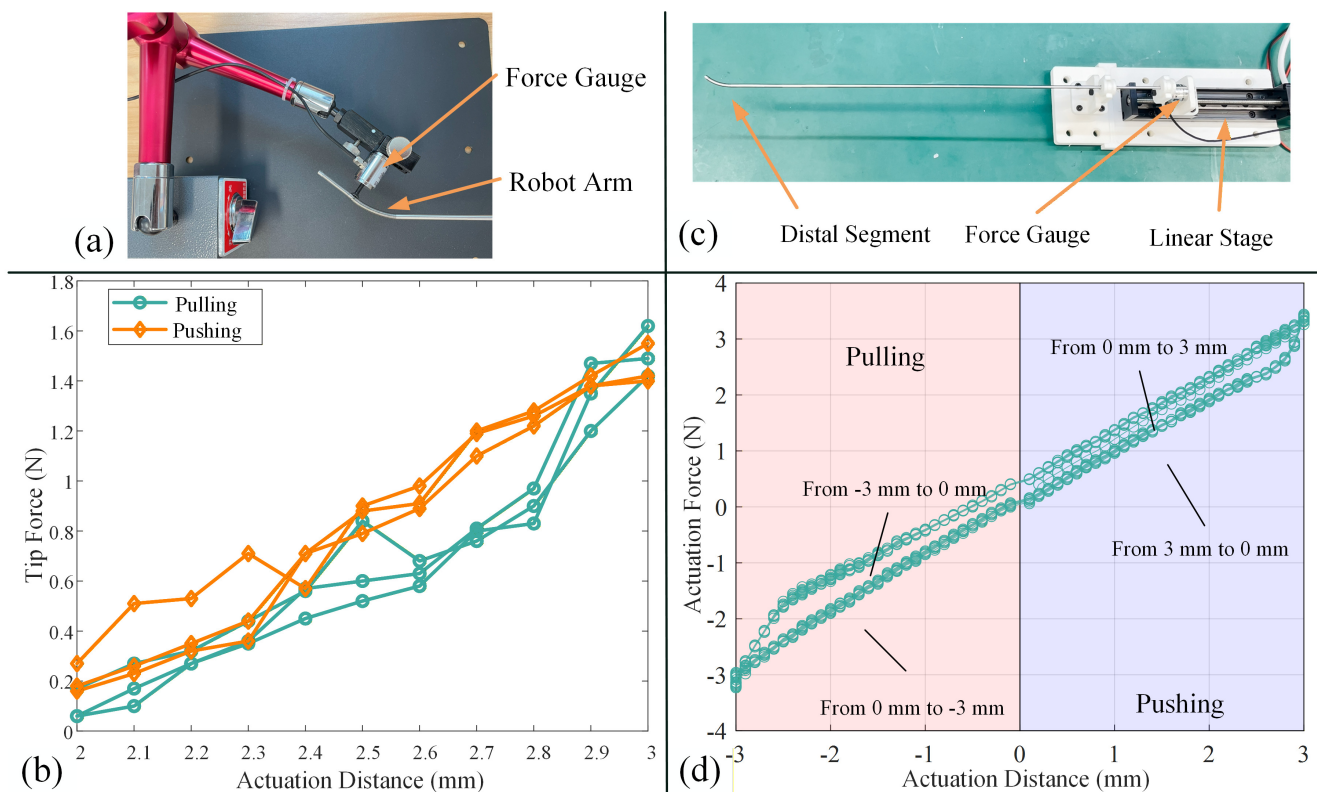 Force Gauge
Robot Arm
(a)
Distal Segment
Force Gauge
Linear Stage
(c)
Pulling
Pushing
1.8
1.6
1.4
1.2
1
0.8
0.6
0.4
0.2
0
Tip Force (N)
2
2.1
2.2
2.3
2.4
2.5
2.6
2.7
2.8
2.9
3
Actuation Distance (mm)
(b)
4
3
2
1
0
-1
-2
-3
-4
Actuation Force (N)
Pulling
From 0 mm to 3 mm
From -3 mm to 0 mm
From 3 mm to 0 mm
From 0 mm to -3 mm
Pushing
-3
-2
-1
0
1
2
3
Actuation Distance (mm)
(d)